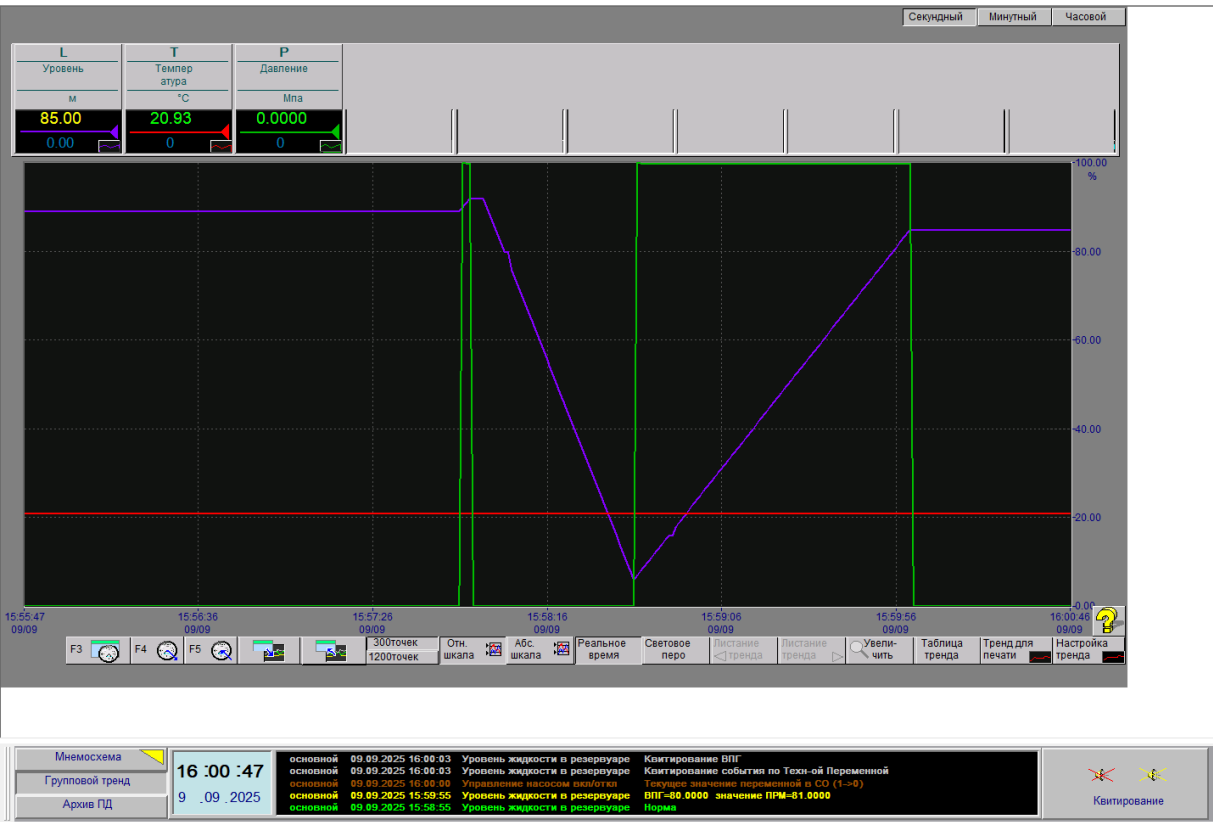 Секундный Минутный Часовой
L T P
Уровень Темпер
атура Давление
м °C Мпа
85.00 20.93 0.0000
0.00 0 0
100.00
%
80.00
60.00
40.00
20.00
0.00
15:55:47 15:56:36 15:57:26 15:58:16 15:59:06 15:59:56 16:00:46
09/09 09/09 09/09 09/09 09/09 09/09 09/09
F3 F4 F5
300точек
1200точек
Отн.
шкала
Абс.
шкала
Реальное
время
Световое
перо
Листание
тренда
Листание
тренда
Увели-
чить
Таблица
тренда
Тренд для
печати
Настройка
тренда
Мнемосхема
Групповой тренд
Архив ПД
16 :00 :47
9 .09 .2025
основной 09.09.2025 16:00:03 Уровень жидкости в резервуаре Квитирование ВПГ
основной 09.09.2025 16:00:03 Уровень жидкости в резервуаре Квитирование события по Техн-ой Переменной
основной 09.09.2025 16:00:00 Управление насосом вкл/откл Текущее значение переменной в СО (1->0)
основной 09.09.2025 15:59:55 Уровень жидкости в резервуаре ВПГ=80.0000 значение ПРМ=81.0000
основной 09.09.2025 15:58:55 Уровень жидкости в резервуаре Норма
Квитирование